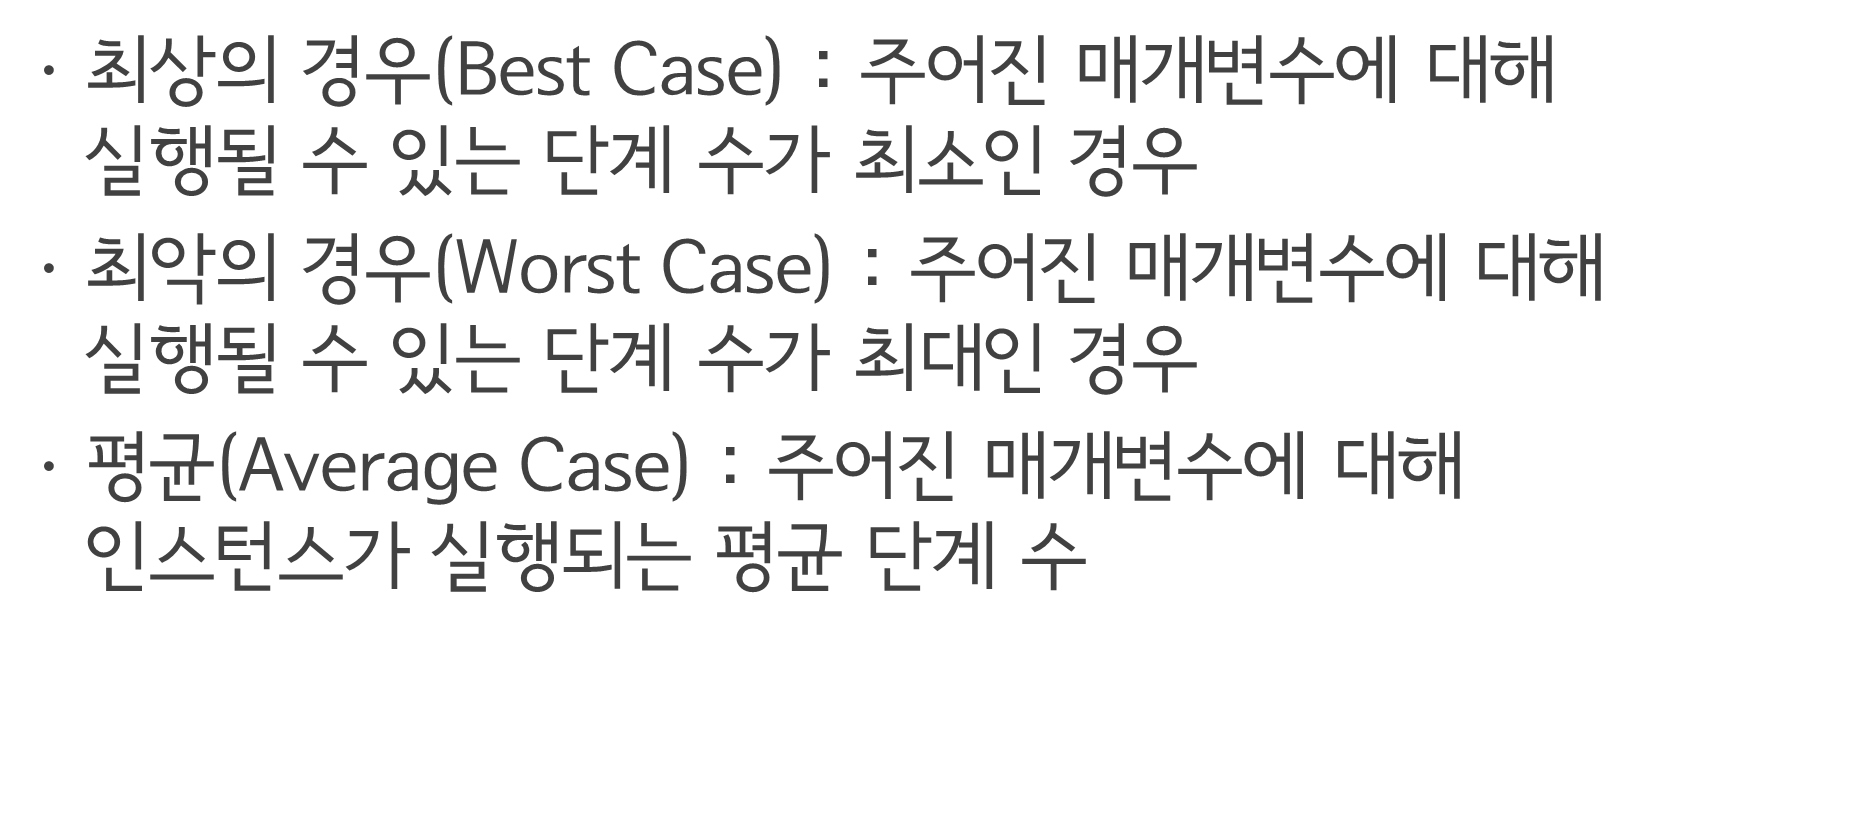 · 최상의 경우(Best Case) : 주어진 매개변수에 대해
실행될 수 있는 단계 수가 최소인 경우
· 최악의 경우(Worst Case) : 주어진 매개변수에 대해
실행될 수 있는 단계 수가 최대인 경우
· 평균(Average Case) : 주어진 매개변수에 대해
인스턴스가 실행되는 평균 단계 수